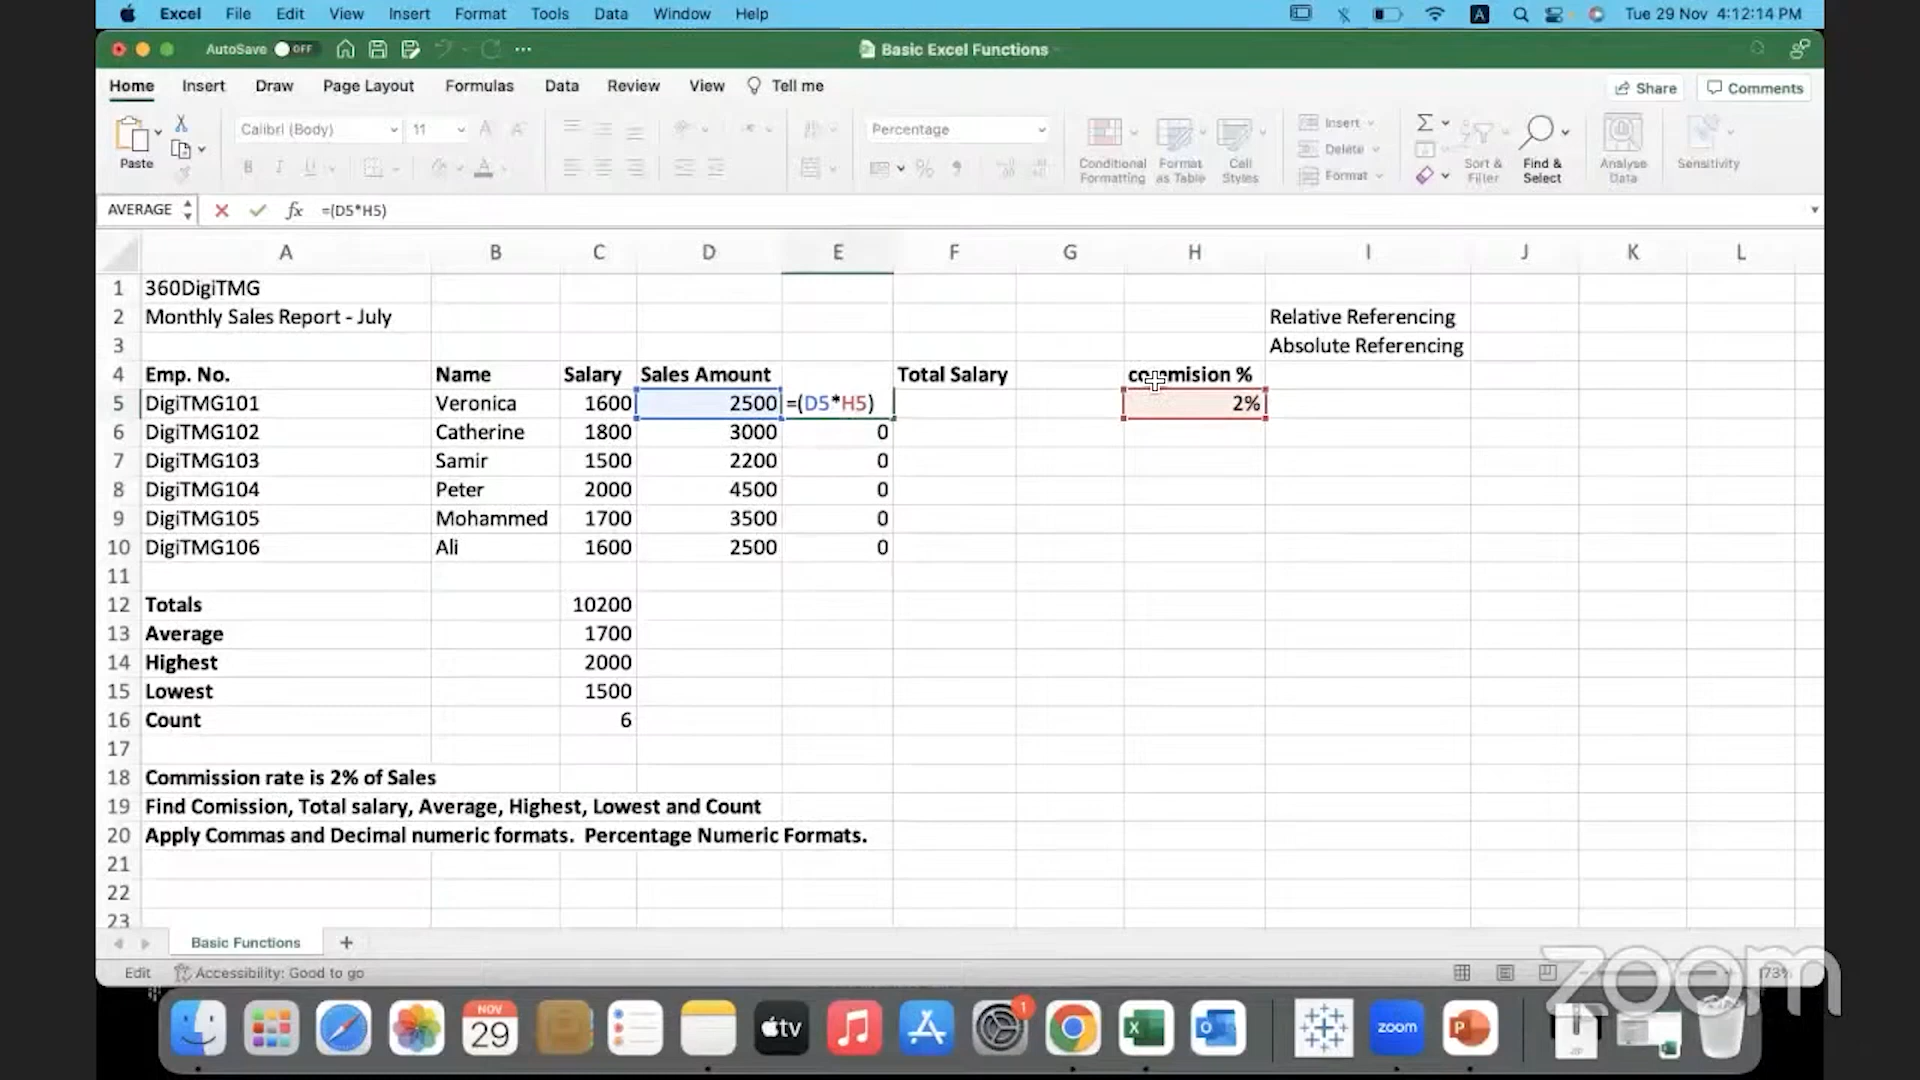 Excel File Edit View Insert Format Tools Data Window Help A Tue 29 Nov 4:12:14 PM
AutoSave OFF ... Basic Excel Functions
Home Insert Draw Page Layout Formulas Data Review View Tell me Share Comments
Paste Calibri (Body) 11 A A Percentage Conditional Formatting Format as Table Cell Styles Insert Delete Format Sort & Filter Find & Select Analyse Data Sensitivity
B I U A % 9
AVERAGE fx =(D5*H5)
A B C D E F G H I J K L
1 360DigiTMG
2 Monthly Sales Report - July Relative Referencing
3 Absolute Referencing
4 Emp. No. Name Salary Sales Amount Total Salary commision %
5 DigiTMG101 Veronica 1600 2500 =(D5*H5) 2%
6 DigiTMG102 Catherine 1800 3000 0
7 DigiTMG103 Samir 1500 2200 0
8 DigiTMG104 Peter 2000 4500 0
9 DigiTMG105 Mohammed 1700 3500 0
10 DigiTMG106 Ali 1600 2500 0
11
12 Totals 10200
13 Average 1700
14 Highest 2000
15 Lowest 1500
16 Count 6
17
18 Commission rate is 2% of Sales
19 Find Comission, Total salary, Average, Highest, Lowest and Count
20 Apply Commas and Decimal numeric formats. Percentage Numeric Formats.
21
22
23
Basic Functions +
Edit Accessibility: Good to go 173%
zoom
NOV
29 tv 1 X O zoom P